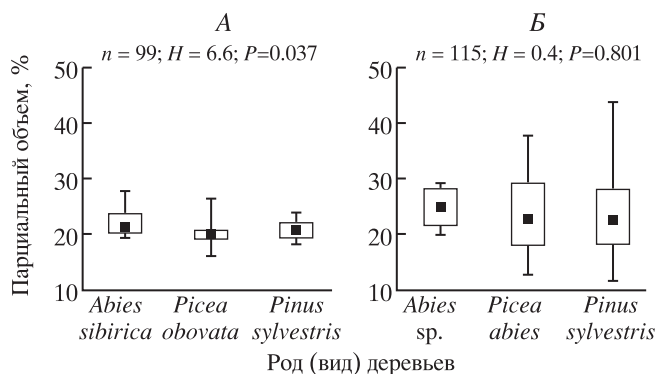 А
Б
n = 99; H = 6.6; P=0.037
n = 115; H = 0.4; P=0.801
Парциальный объем, %
50
40
30
20
10
50
40
30
20
10
Abies sibirica
Picea obovata
Pinus sylvestris
Abies sp.
Picea abies
Pinus sylvestris
Род (вид) деревьев